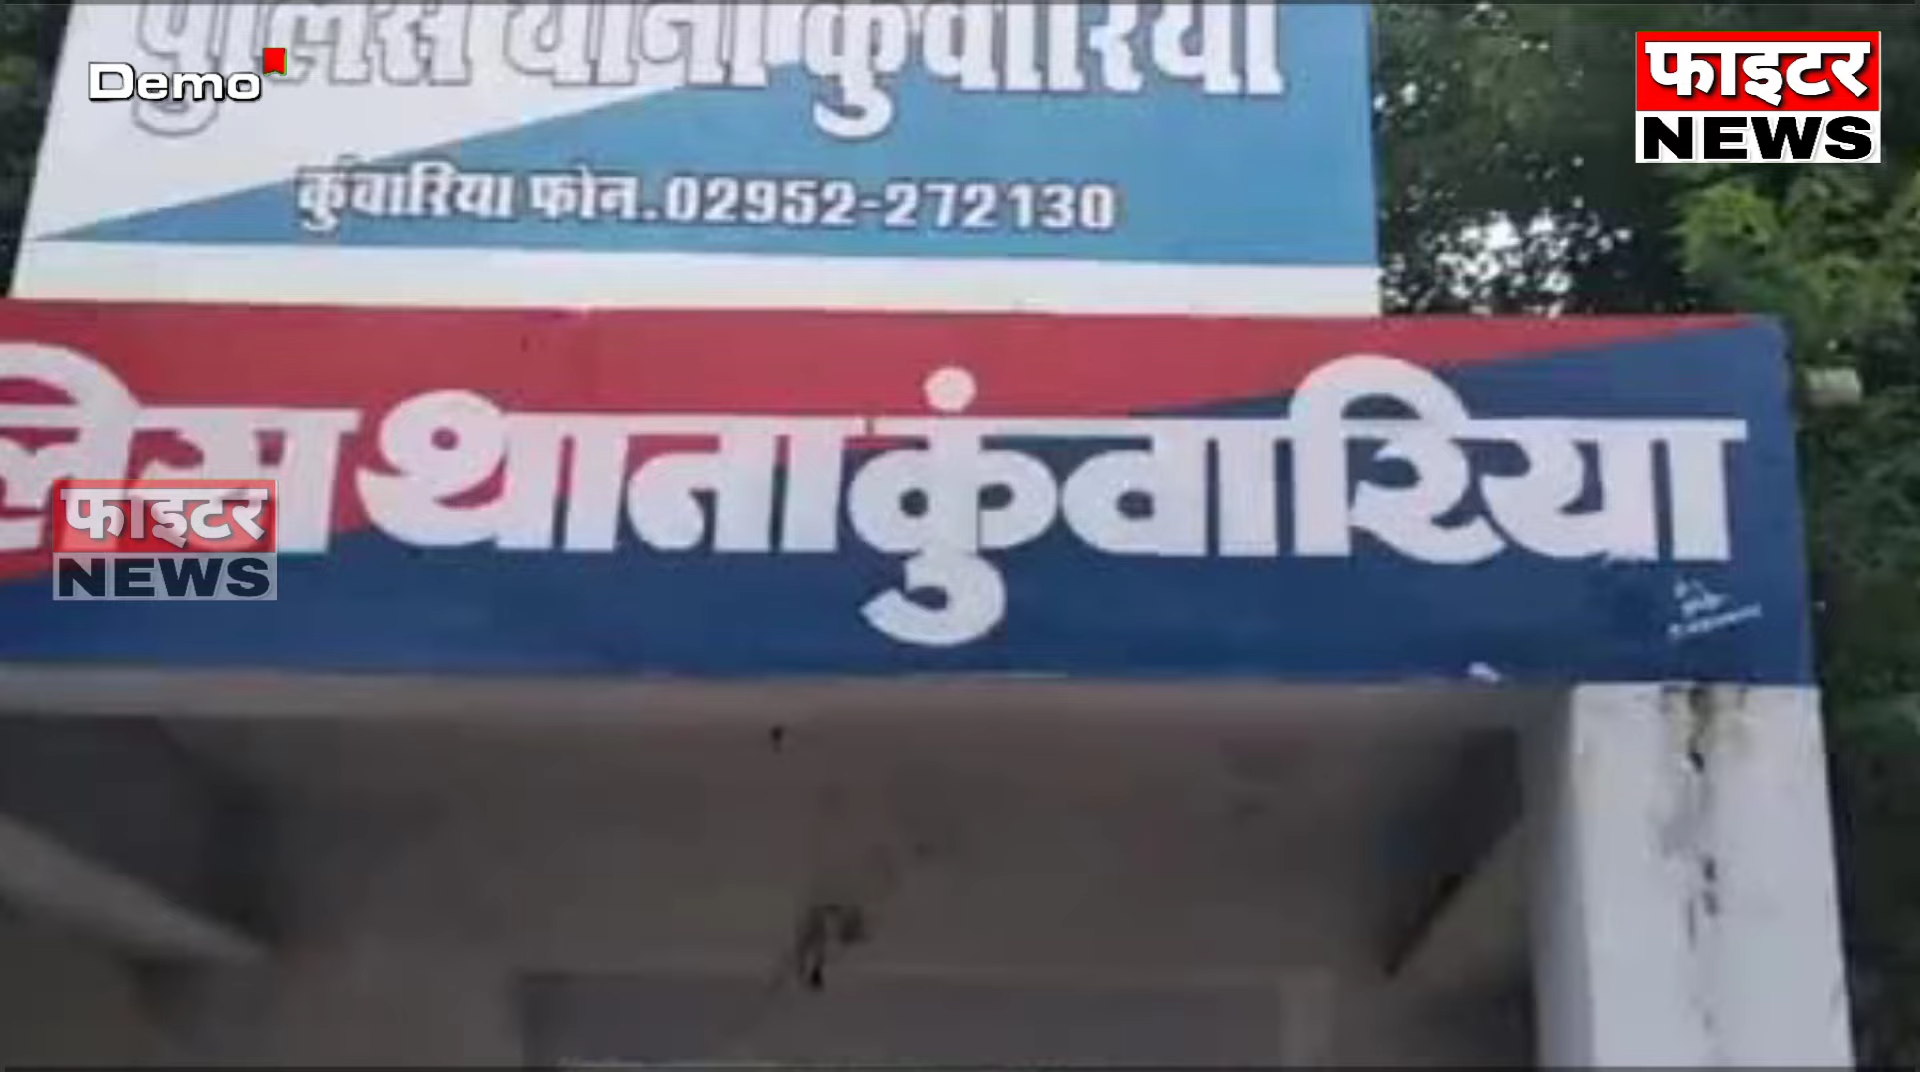 पुलिस थाना कुंवारिया
Demo
फाइटर
NEWS
कुंवारिया फोन.02952-272130
लिस थाना कुंवारिया
फाइटर
NEWS